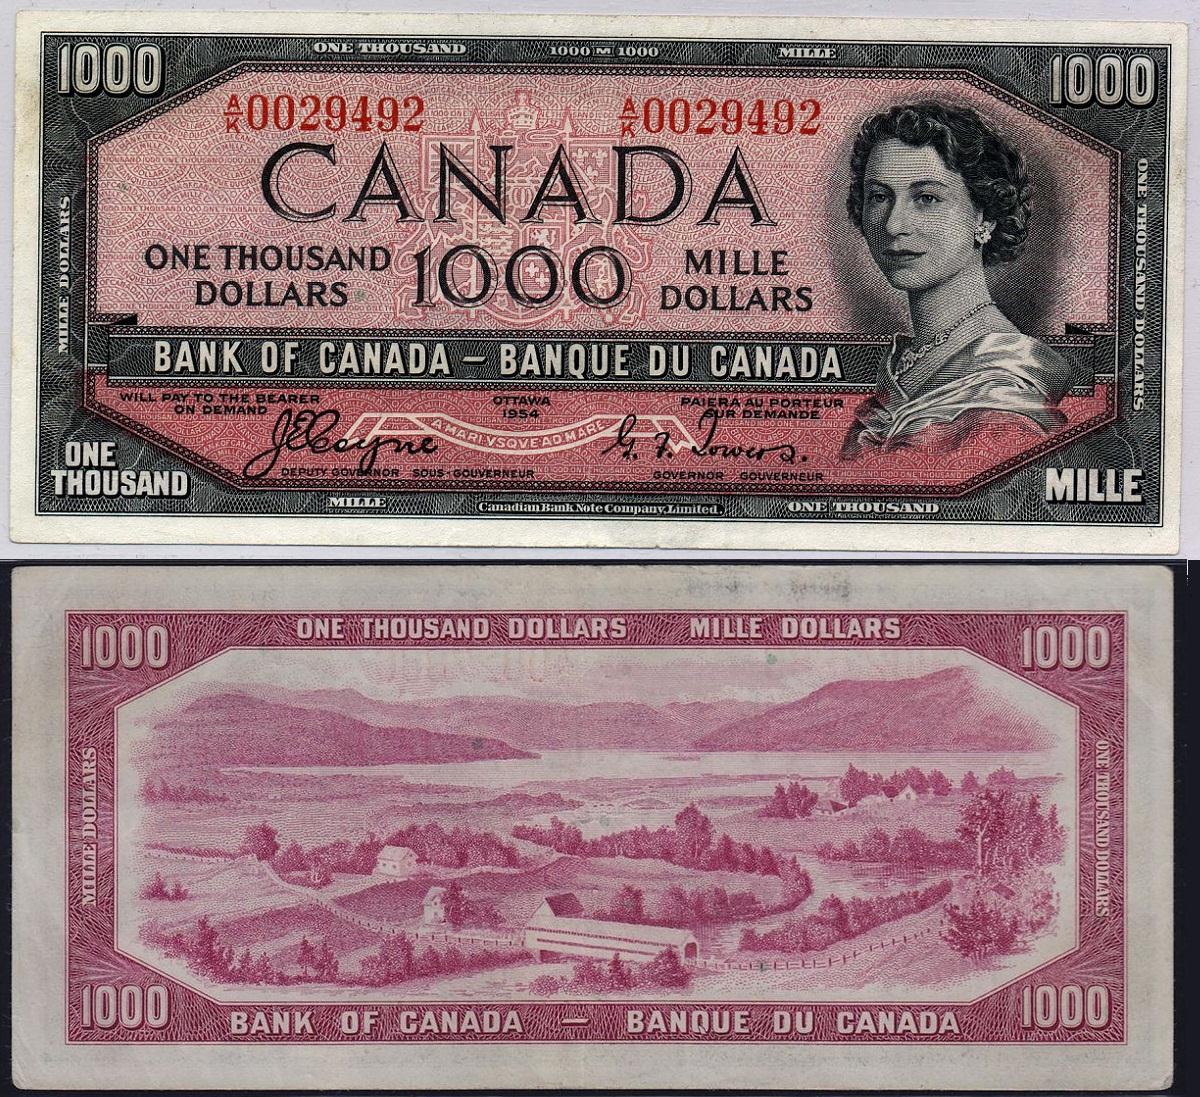 ONE THOUSAND 1000 M 1000 MILLE
1000 1000
A/K 0029492 A/K 0029492
CANADA
ONE THOUSAND DOLLARS
1000
MILLE DOLLARS
MILLE DOLLARS
ONE THOUSAND DOLLARS
BANK OF CANADA – BANQUE DU CANADA
WILL PAY TO THE BEARER
ON DEMAND
OTTAWA
1954
PAIERA AU PORTEUR
SUR DEMANDE
A MARI VSQVE AD MARE
J.E. Coyne
G. F. Towers.
DEPUTY GOVERNOR SOUS-GOUVERNEUR
GOVERNOR GOUVERNEUR
ONE
THOUSAND
MILLE
MILLE Canadian Bank Note Company, Limited. ONE THOUSAND
1000 ONE THOUSAND DOLLARS MILLE DOLLARS 1000
MILLE DOLLARS
ONE THOUSAND DOLLARS
1000 BANK OF CANADA – BANQUE DU CANADA 1000